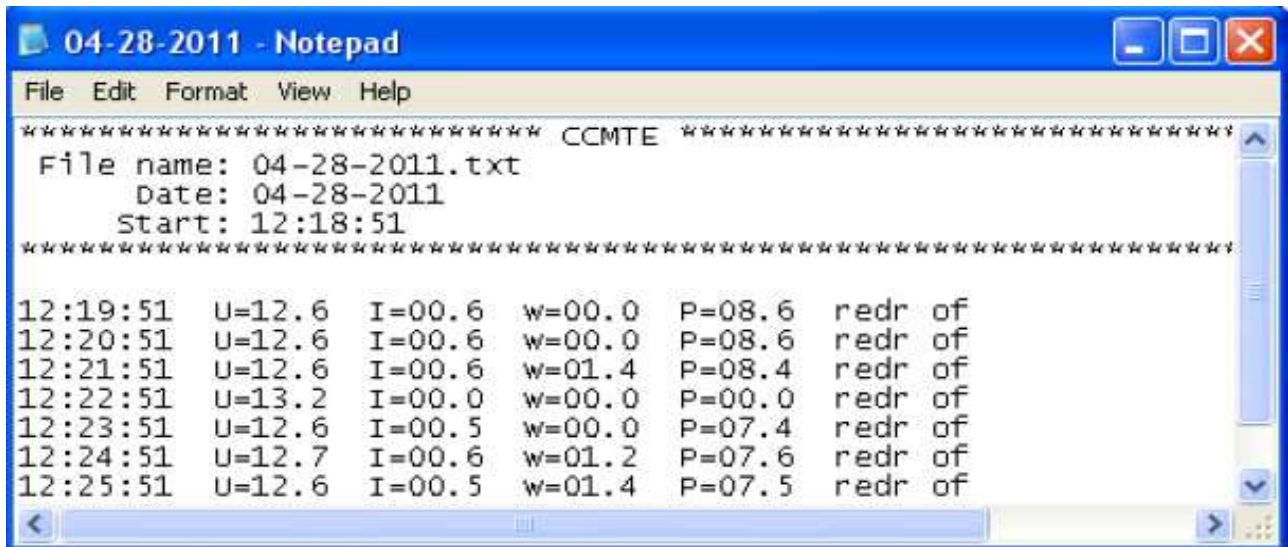 04-28-2011 - Notepad
File Edit Format View Help
*************************** CCMTE *****************************
File name: 04-28-2011.txt
Date: 04-28-2011
Start: 12:18:51
***************************************************************
12:19:51 U=12.6 I=00.6 w=00.0 P=08.6 redr of
12:20:51 U=12.6 I=00.6 w=00.0 P=08.6 redr of
12:21:51 U=12.6 I=00.6 w=01.4 P=08.4 redr of
12:22:51 U=13.2 I=00.0 w=00.0 P=00.0 redr of
12:23:51 U=12.6 I=00.5 w=00.0 P=07.4 redr of
12:24:51 U=12.7 I=00.6 w=01.2 P=07.6 redr of
12:25:51 U=12.6 I=00.5 w=01.4 P=07.5 redr of